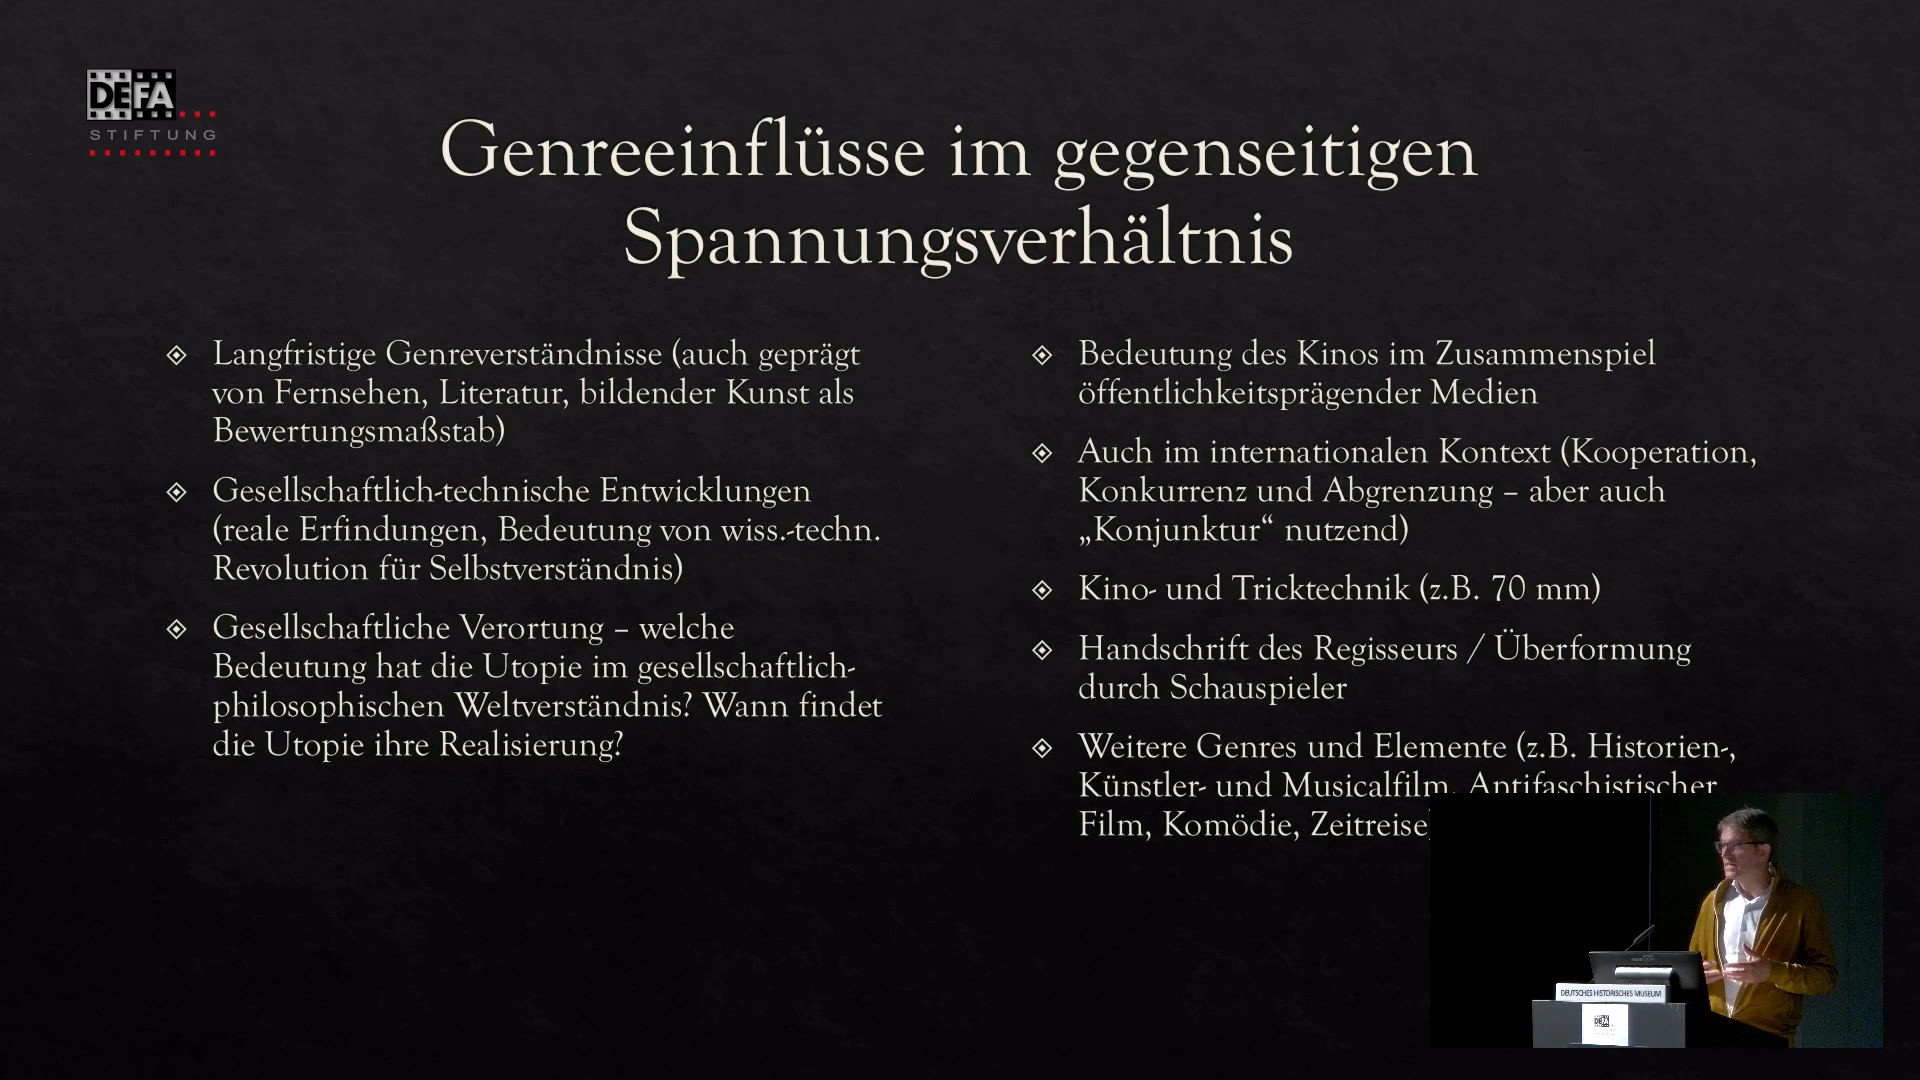 DEFA
STIFTUNG
Genreeinflüsse im gegenseitigen
Spannungsverhältnis
Langfristige Genreverständnisse (auch geprägt
von Fernsehen, Literatur, bildender Kunst als
Bewertungsmaßstab)
Gesellschaftlich-technische Entwicklungen
(reale Erfindungen, Bedeutung von wiss.-techn.
Revolution für Selbstverständnis)
Gesellschaftliche Verortung – welche
Bedeutung hat die Utopie im gesellschaftlich-
philosophischen Weltverständnis? Wann findet
die Utopie ihre Realisierung?
Bedeutung des Kinos im Zusammenspiel
öffentlichkeitsprägender Medien
Auch im internationalen Kontext (Kooperation,
Konkurrenz und Abgrenzung – aber auch
„Konjunktur“ nutzend)
Kino- und Tricktechnik (z.B. 70 mm)
Handschrift des Regisseurs / Überformung
durch Schauspieler
Weitere Genres und Elemente (z.B. Historien-,
Künstler- und Musicalfilm, Antifaschistischer
Film, Komödie, Zeitreise)
DEUTSCHES HISTORISCHES MUSEUM
DEFA